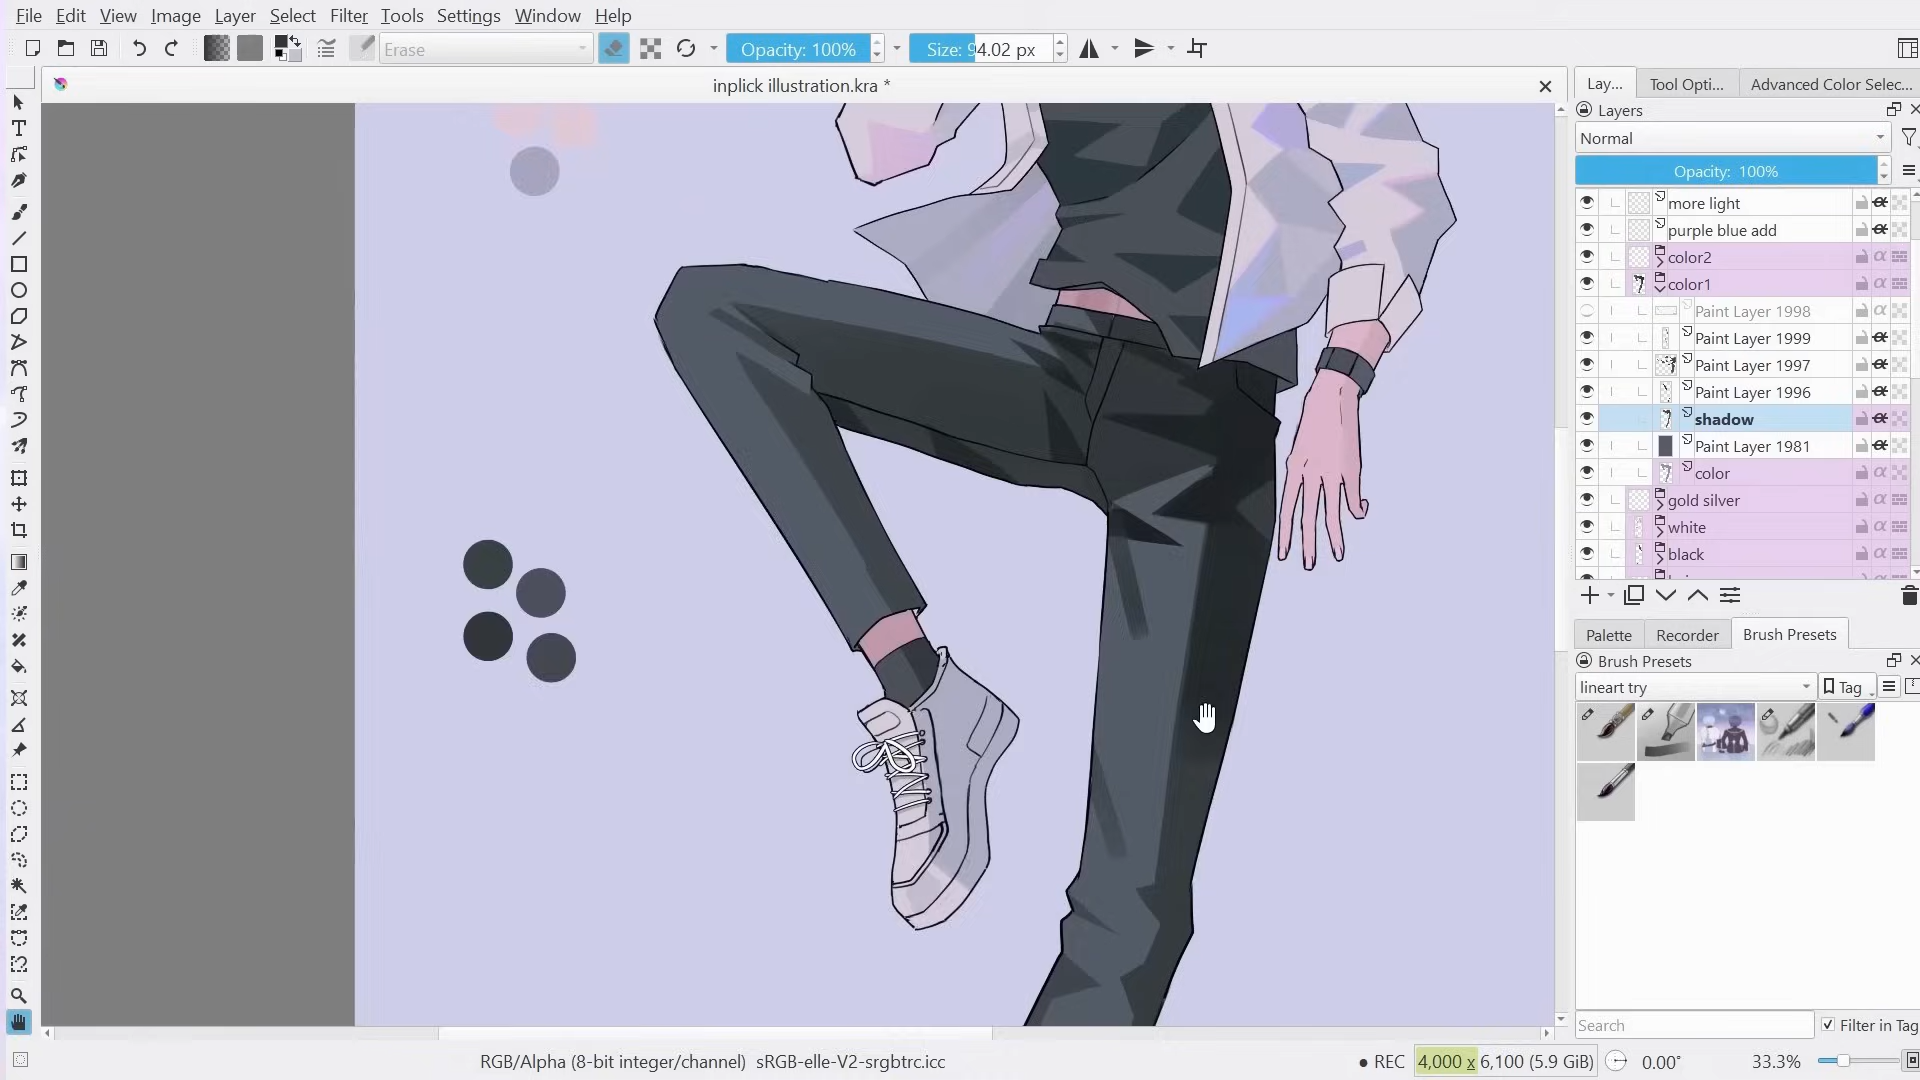 File Edit View Image Layer Select Filter Tools Settings Window Help
Erase
Opacity: 100%
Size: 94.02 px
inplick illustration.kra *
Lay...
Tool Opti...
Advanced Color Selec...
Layers
Normal
Opacity: 100%
more light
purple blue add
color2
color1
Paint Layer 1998
Paint Layer 1999
Paint Layer 1997
Paint Layer 1996
shadow
Paint Layer 1981
color
gold silver
white
black
Palette
Recorder
Brush Presets
Brush Presets
lineart try
Tag
Search
Filter in Tag
RGB/Alpha (8-bit integer/channel) sRGB-elle-V2-srgbtrc.icc
REC
4,000 x 6,100 (5.9 GiB)
0.00°
33.3%